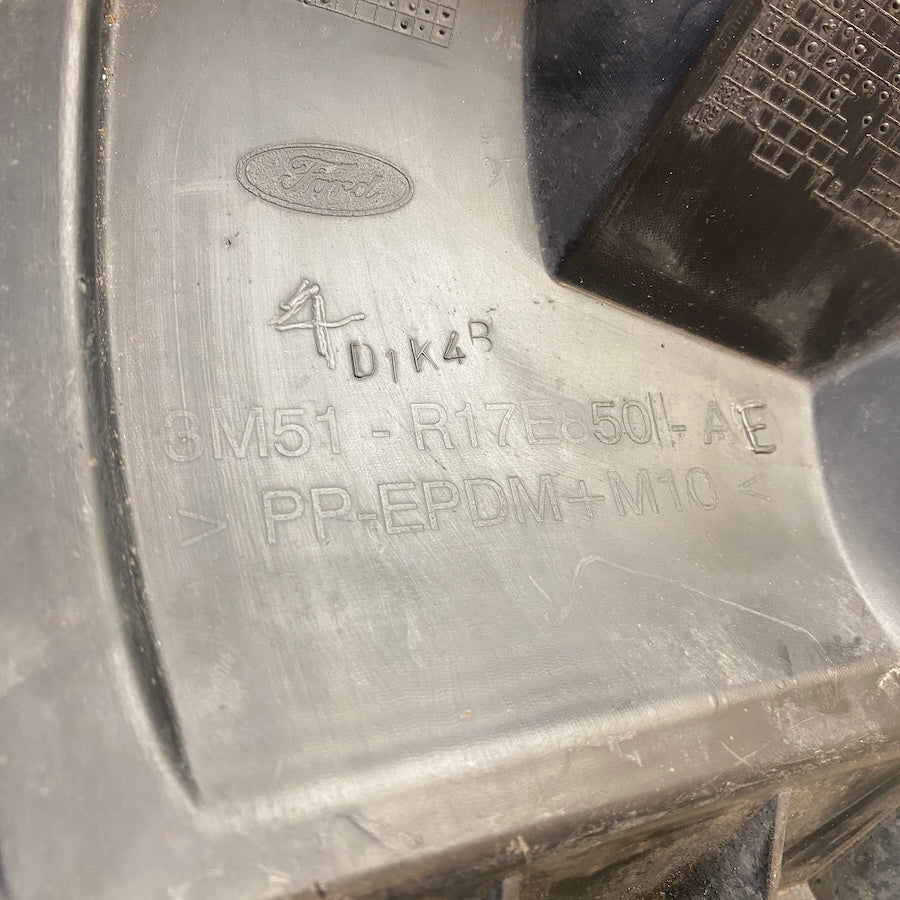 Ford
4
D1K4B
3M51 - R17E850 - AE
> PP-EPDM+M10 <